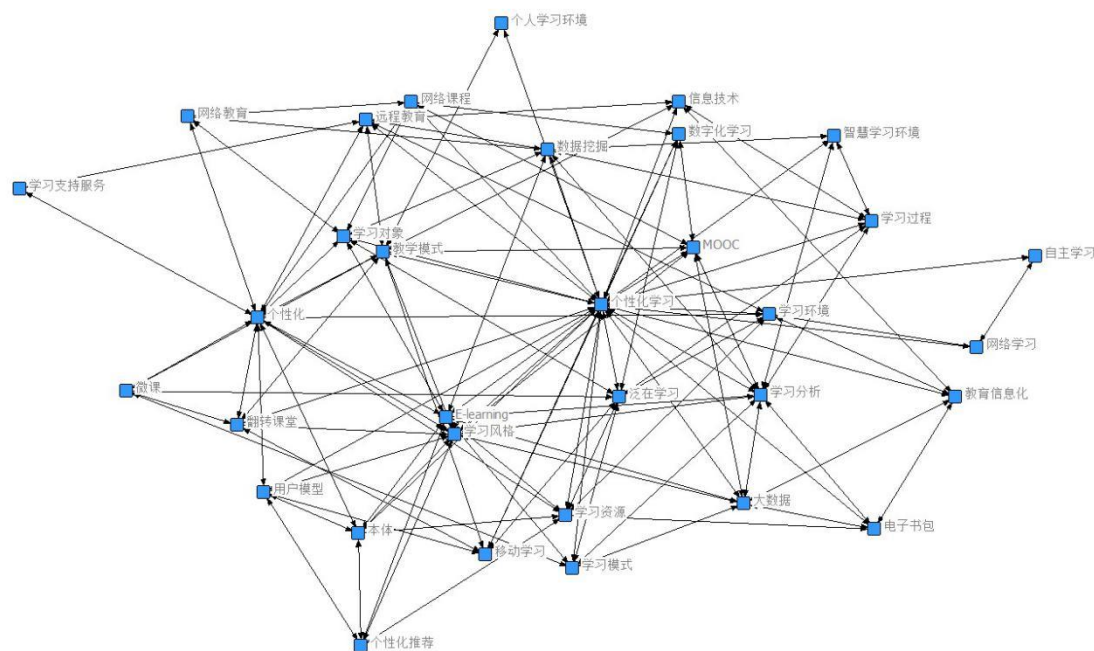 个人学习环境
网络课程
信息技术
网络教育
远程教育
数字化学习
智慧学习环境
数据挖掘
学习支持服务
学习过程
学习对象
教学模式
MOOC
自主学习
个性化学习
个性化
学习环境
网络学习
微课
泛在学习
学习分析
教育信息化
E-learning
翻转课堂
学习风格
用户模型
大数据
学习资源
电子书包
本体
移动学习
学习模式
个性化推荐